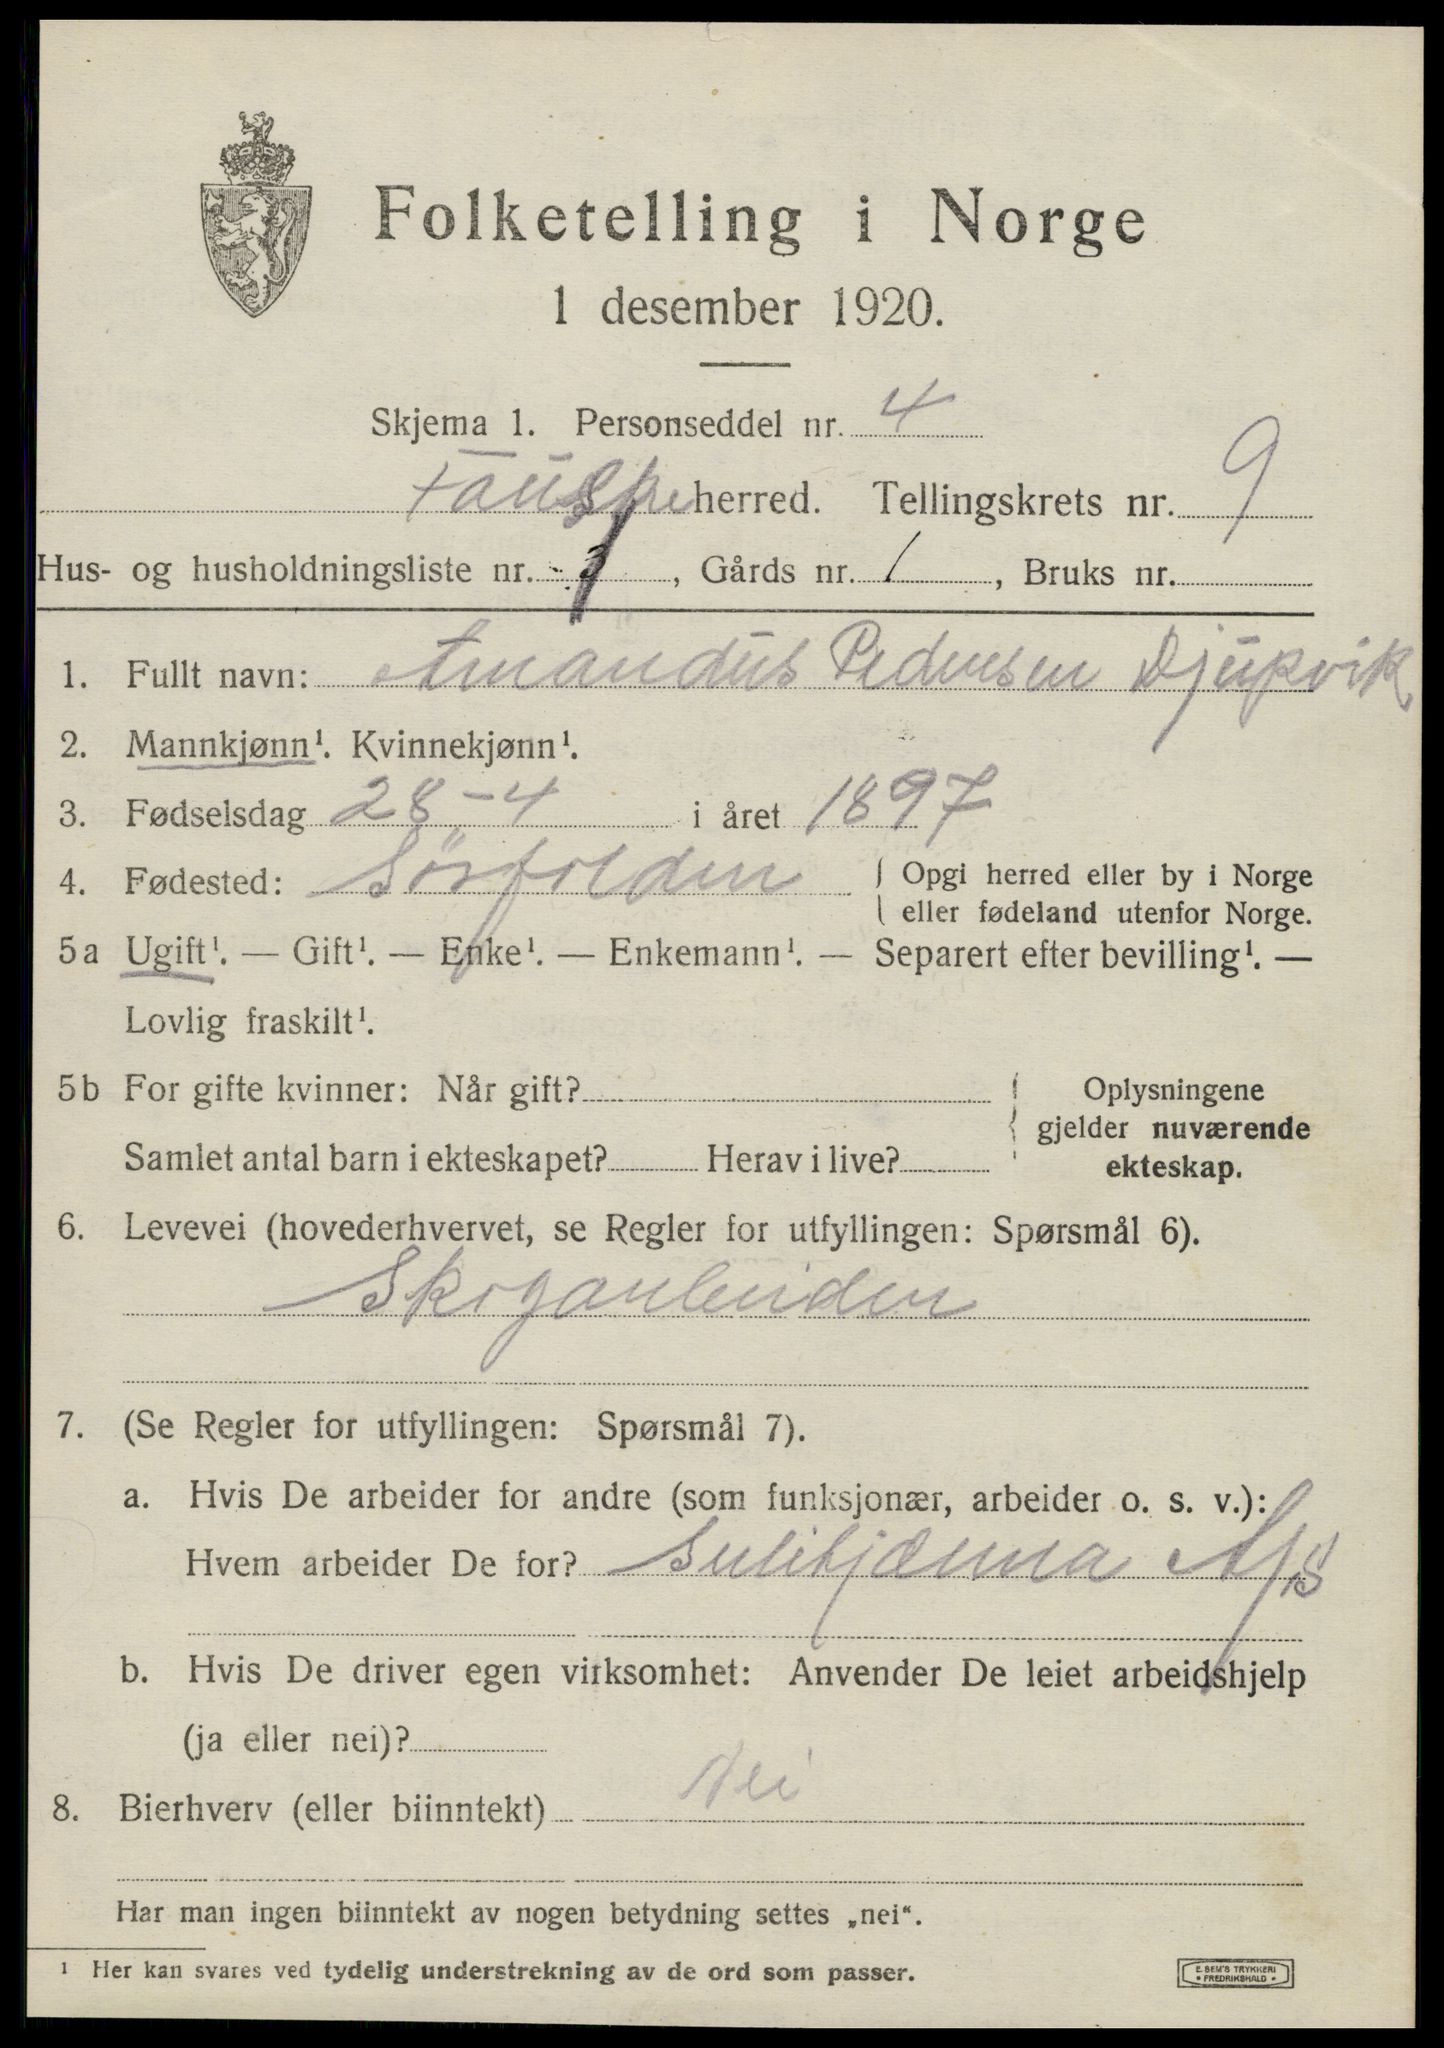 Folketelling i Norge
1 desember 1920.
Skjema 1. Personseddel nr. 4
Fauske herred. Tellingskrets nr. 9
Hus- og husholdningsliste nr. , Gårds nr. 1, Bruks nr.
1. Fullt navn: Amandus Pedersen Djupvik
2. Mannkjønn¹. Kvinnekjønn¹.
3. Fødselsdag 28-4 i året 1897
4. Fødested: Sörfolden { Opgi herred eller by i Norge
eller fødeland utenfor Norge.
5a Ugift¹. — Gift¹. — Enke¹. — Enkemann¹. — Separert efter bevilling¹. —
Lovlig fraskilt¹.
5b For gifte kvinner: Når gift? { Oplysningene
gjelder nuværende
Samlet antal barn i ekteskapet? Herav i live? ekteskap.
6. Levevei (hovederhvervet, se Regler for utfyllingen: Spørsmål 6).
Skogarbeider
7. (Se Regler for utfyllingen: Spørsmål 7).
a. Hvis De arbeider for andre (som funksjonær, arbeider o. s. v.):
Hvem arbeider De for? Sulitjælma A/S
b. Hvis De driver egen virksomhet: Anvender De leiet arbeidshjelp
(ja eller nei)?
8. Bierhverv (eller biinntekt) Nei
Har man ingen biinntekt av nogen betydning settes „nei“.
¹ Her kan svares ved tydelig understrekning av de ord som passer.
E. SEM'S TRYKKERI
• FREDRIKSHALD •